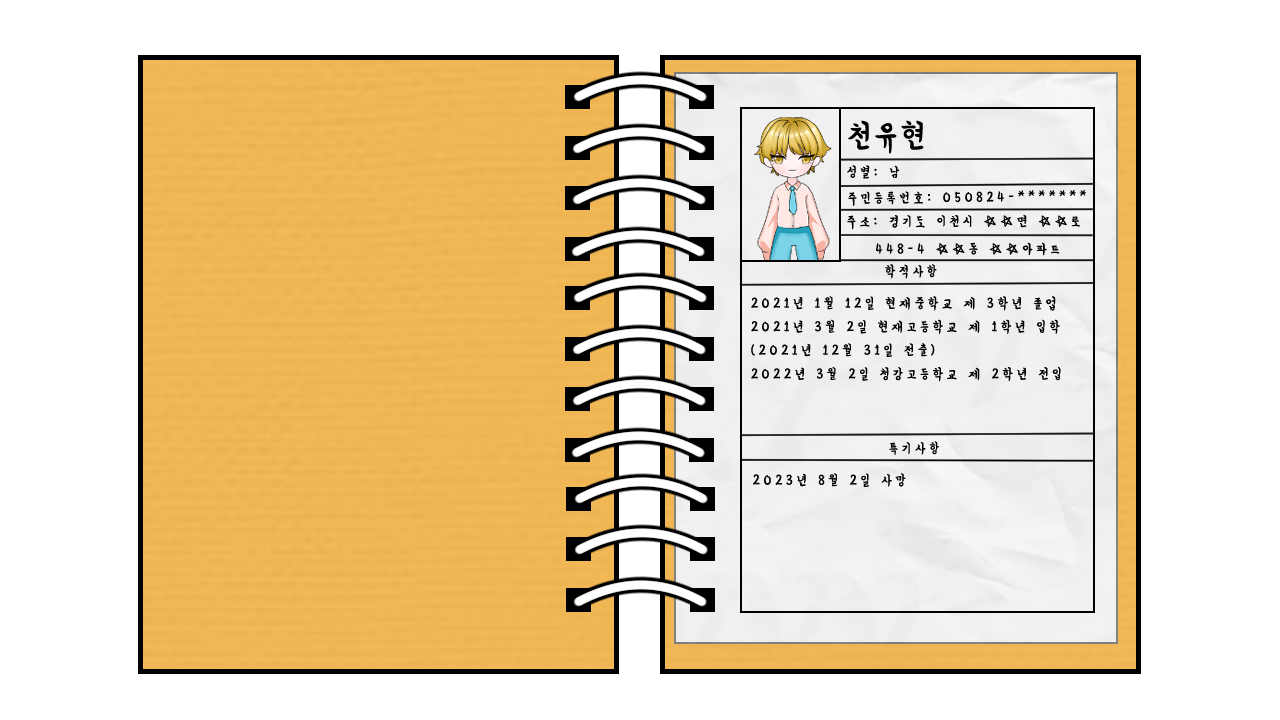 천유현
성별: 남
주민등록번호: 050824-*******
주소: 경기도 이천시 ☆☆면 ☆☆로
448-4 ☆☆동 ☆☆아파트
학적사항
2021년 1월 12일 현재중학교 제 3학년 졸업
2021년 3월 2일 현재고등학교 제 1학년 입학
(2021년 12월 31일 전출)
2022년 3월 2일 청강고등학교 제 2학년 전입
특기사항
2023년 8월 2일 사망